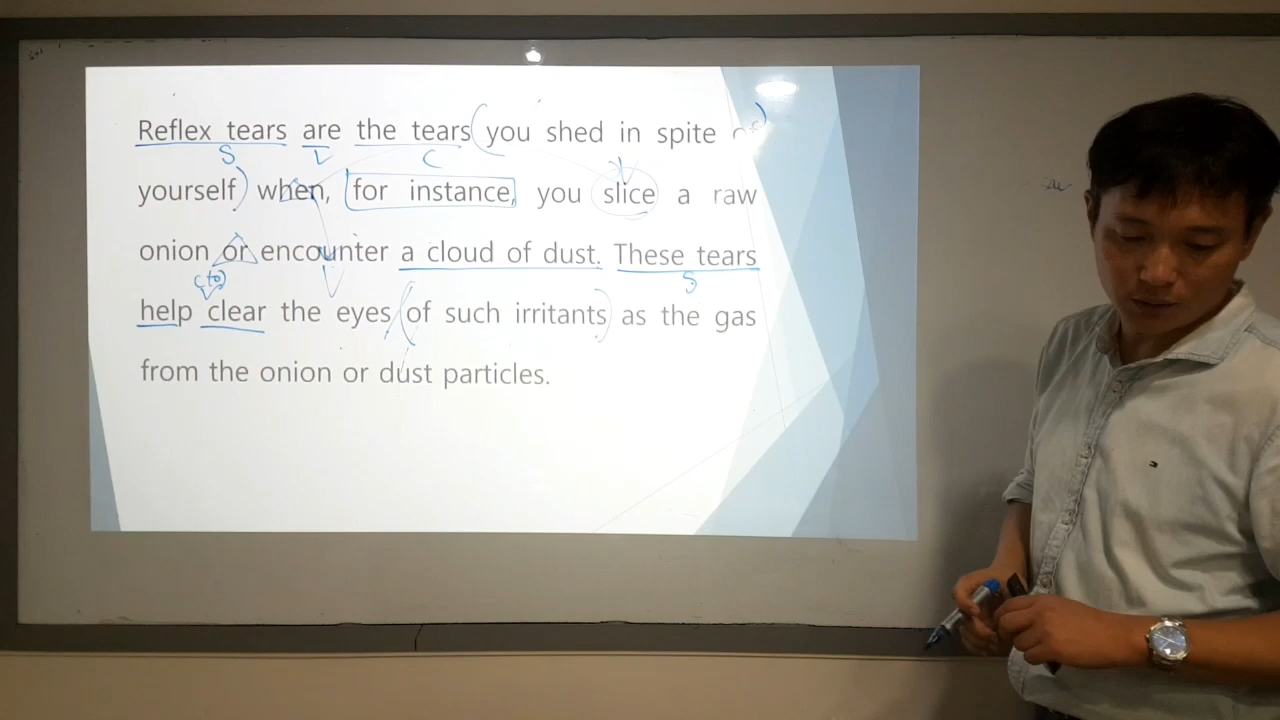 Reflex tears are the tears (you shed in spite
S V C
yourself) when, for instance, you slice a raw
onion or encounter a cloud of dust. These tears
(to) S
help clear the eyes (of such irritants) as the gas
from the onion or dust particles.